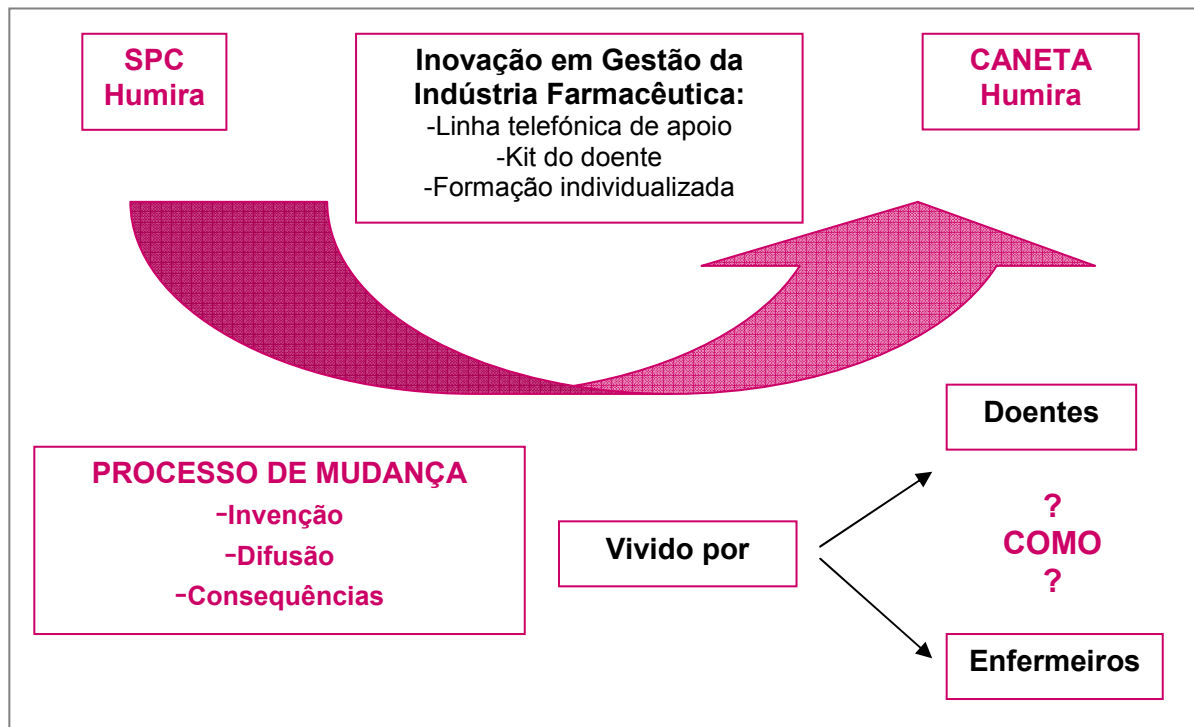 SPC
Humira
Inovação em Gestão da
Indústria Farmacêutica:
-Linha telefónica de apoio
-Kit do doente
-Formação individualizada
CANETA
Humira
PROCESSO DE MUDANÇA
-Invenção
-Difusão
-Consequências
Vivido por
Doentes
?
COMO
?
Enfermeiros